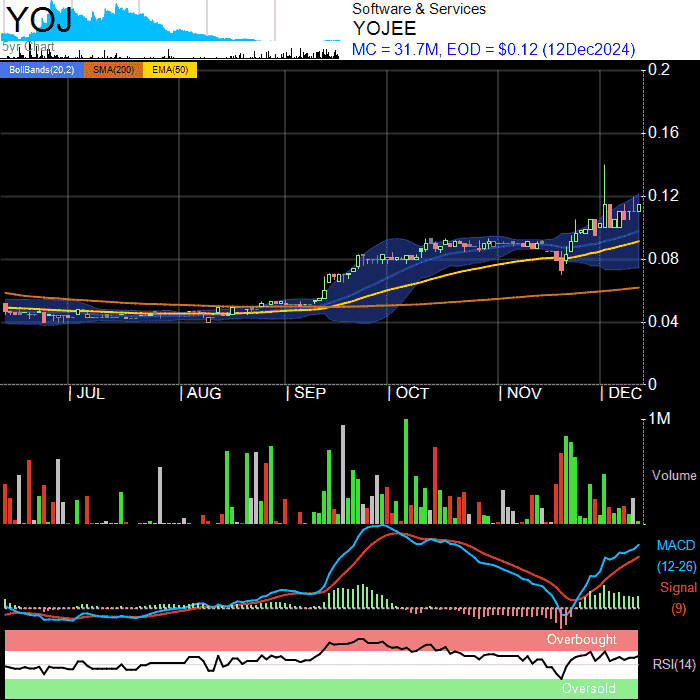 YOJ
Software & Services
YOJEE
5yr Chart
MC = 31.7M, EOD = $0.12 (12Dec2024)
BollBands(20,2) SMA(200) EMA(50)
0.2
0.16
0.12
0.08
0.04
0
JUL AUG SEP OCT NOV DEC
1M
Volume
MACD
(12-26)
Signal
(9)
Overbought
RSI(14)
Oversold